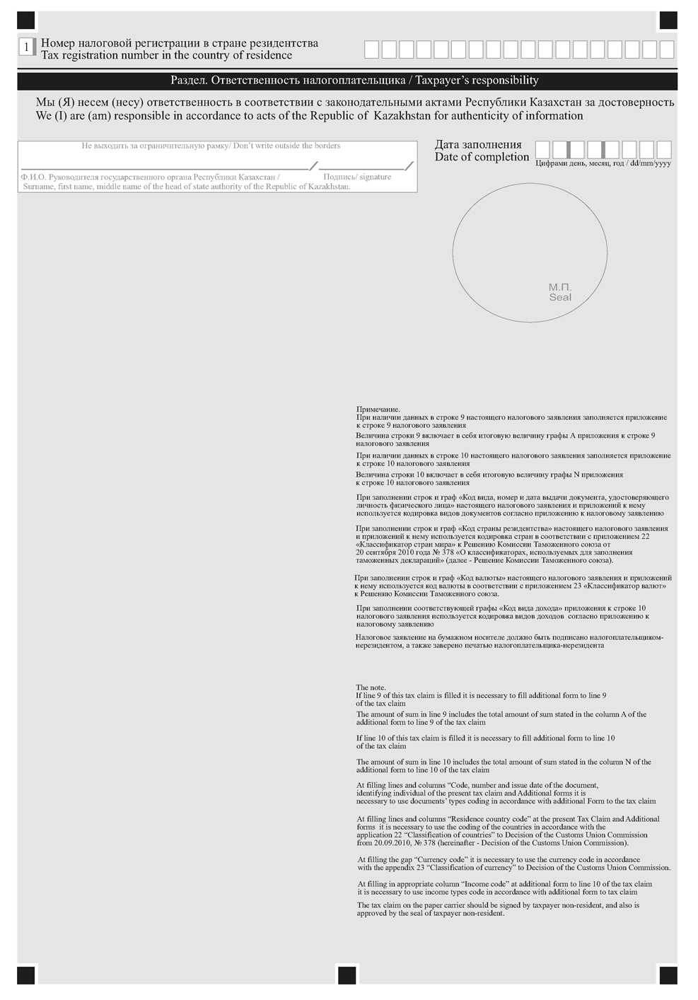 1
Номер налоговой регистрации в стране резидентства
Tax registration number in the country of residence
Раздел. Ответственность налогоплательщика / Taxpayer’s responsibility
Мы (Я) несем (несу) ответственность в соответствии с законодательными актами Республики Казахстан за достоверность
We (I) are (am) responsible in accordance to acts of the Republic of Kazakhstan for authenticity of information
Не выходить за ограничительную рамку/ Don’t write outside the borders
Ф.И.О. Руководителя государственного органа Республики Казахстан /
Подпись/ signature
Surname, first name, middle name of the head of state authority of the Republic of Kazakhstan.
Дата заполнения
Date of completion
Цифрами день, месяц, год / dd/mm/yyyy
М.П.
Seal
Примечание.
При наличии данных в строке 9 настоящего налогового заявления заполняется приложение
к строке 9 налогового заявления
Величина строки 9 включает в себя итоговую величину графы А приложения к строке 9
налогового заявления
При наличии данных в строке 10 настоящего налогового заявления заполняется приложение
к строке 10 налогового заявления
Величина строки 10 включает в себя итоговую величину графы N приложения
к строке 10 налогового заявления
При заполнении строк и граф «Код вида, номер и дата выдачи документа, удостоверяющего
личность физического лица» настоящего налогового заявления и приложений к нему
используется кодировка видов документов согласно приложению к налоговому заявлению
При заполнении строк и граф «Код страны резидентства» настоящего налогового заявления
и приложений к нему используется кодировка стран в соответствии с приложением 22
«Классификатор стран мира» к Решению Комиссии Таможенного союза от
20 сентября 2010 года № 378 «О классификаторах, используемых для заполнения
таможенных деклараций» (далее - Решение Комиссии Таможенного союза).
При заполнении строк и граф «Код валюты» настоящего налогового заявления и приложений
к нему используется код валюты в соответствии с приложением 23 «Классификатор валют»
к Решению Комиссии Таможенного союза.
При заполнении соответствующей графы «Код вида дохода» приложения к строке 10
налогового заявления используется кодировка видов доходов согласно приложению к
налоговому заявлению
Налоговое заявление на бумажном носителе должно быть подписано налогоплательщиком-
нерезидентом, а также заверено печатью налогоплательщика-нерезидента
The note.
If line 9 of this tax claim is filled it is necessary to fill additional form to line 9
of the tax claim
The amount of sum in line 9 includes the total amount of sum stated in the column A of the
additional form to line 9 of the tax claim
If line 10 of this tax claim is filled it is necessary to fill additional form to line 10
of the tax claim
The amount of sum in line 10 includes the total amount of sum stated in the column N of the
additional form to line 10 of the tax claim
At filling lines and columns “Code, number and issue date of the document,
identifying individual of the present tax claim and Additional forms it is
necessary to use documents’ types coding in accordance with additional Form to the tax claim
At filling lines and columns “Residence country code” at the present Tax Claim and Additional
forms it is necessary to use the coding of the countries in accordance with the
application 22 “Classification of countries” to Decision of the Customs Union Commission
from 20.09.2010, № 378 (hereinafter - Decision of the Customs Union Commission).
At filling the gap “Currency code” it is necessary to use the currency code in accordance
with the appendix 23 “Classification of currency” to Decision of the Customs Union Commission.
At filling in appropriate column “Income code” at additional form to line 10 of the tax claim
it is necessary to use income types code in accordance with additional form to tax claim
The tax claim on the paper carrier should be signed by taxpayer non-resident, and also is
approved by the seal of taxpayer non-resident.